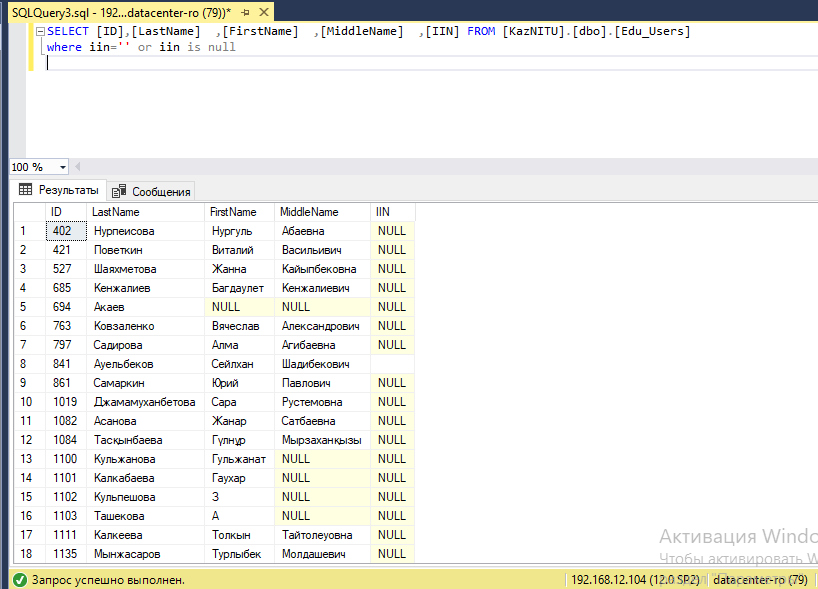 SQLQuery3.sql - 192...datacenter-ro (79))*
SELECT [ID],[LastName] ,[FirstName] ,[MiddleName] ,[IIN] FROM [KazNITU].[dbo].[Edu_Users]
where iin='' or iin is null
100 %
Результаты Сообщения
ID LastName FirstName MiddleName IIN
1 402 Нурпеисова Нургуль Абаевна NULL
2 421 Поветкин Виталий Васильивич NULL
3 527 Шаяхметова Жанна Кайыпбековна NULL
4 685 Кенжалиев Багдаулет Кенжалиевич NULL
5 694 Акаев NULL NULL NULL
6 763 Ковзаленко Вячеслав Александрович NULL
7 797 Садирова Алма Агибаевна NULL
8 841 Ауельбеков Сейлхан Шадибекович
9 861 Самаркин Юрий Павлович NULL
10 1019 Джамамуханбетова Сара Рустемовна NULL
11 1082 Асанова Жанар Сатбаевна NULL
12 1084 Тасқынбаева Гүлнұр Мырзаханқызы NULL
13 1100 Кульжанова Гульжанат NULL NULL
14 1101 Калкабаева Гаухар NULL NULL
15 1102 Кульпешова З NULL NULL
16 1103 Ташекова А NULL NULL
17 1111 Калкеева Толкын Тайтолеуовна NULL
18 1135 Мынжасаров Турлыбек Молдашевич NULL
Активация Windo
Чтобы активировать W
Запрос успешно выполнен. 192.168.12.104 (12.0 SP2) datacenter-ro (79)